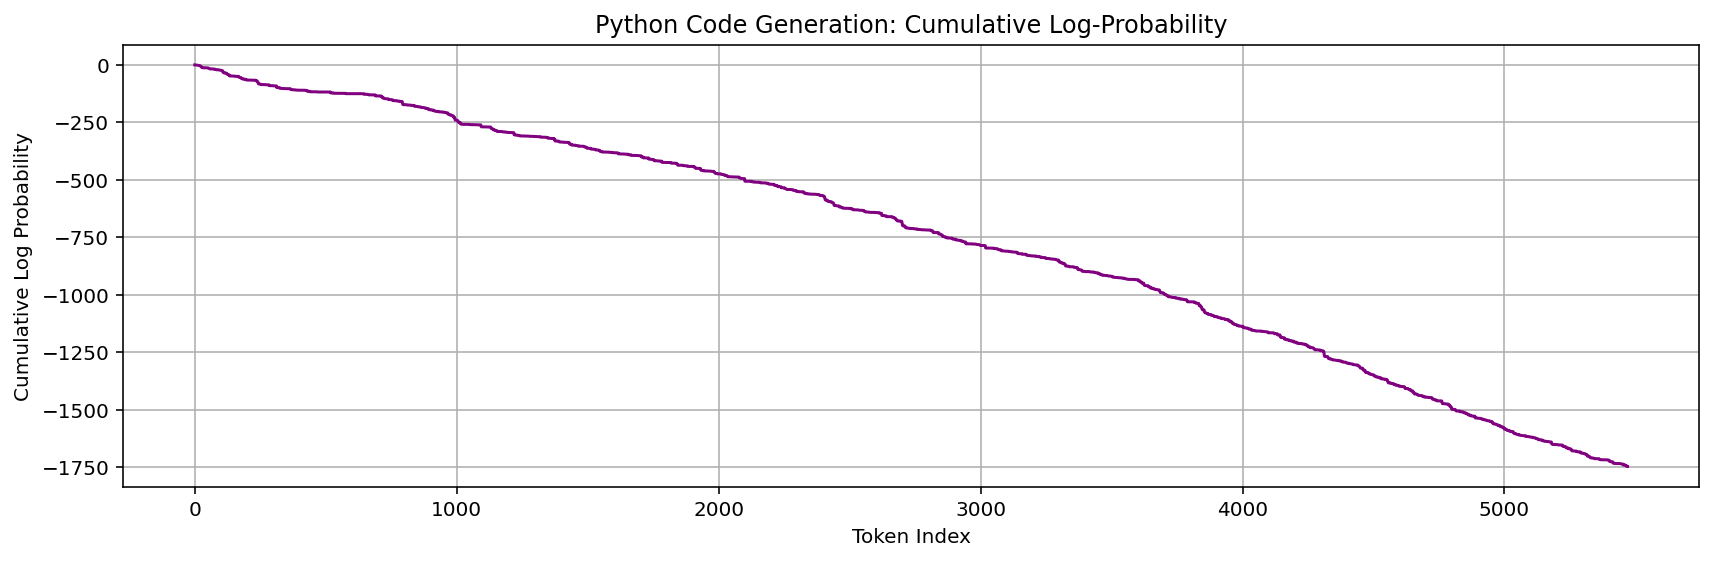 Python Code Generation: Cumulative Log-Probability
Cumulative Log Probability
0
−250
−500
−750
−1000
−1250
−1500
−1750
0 1000 2000 3000 4000 5000
Token Index